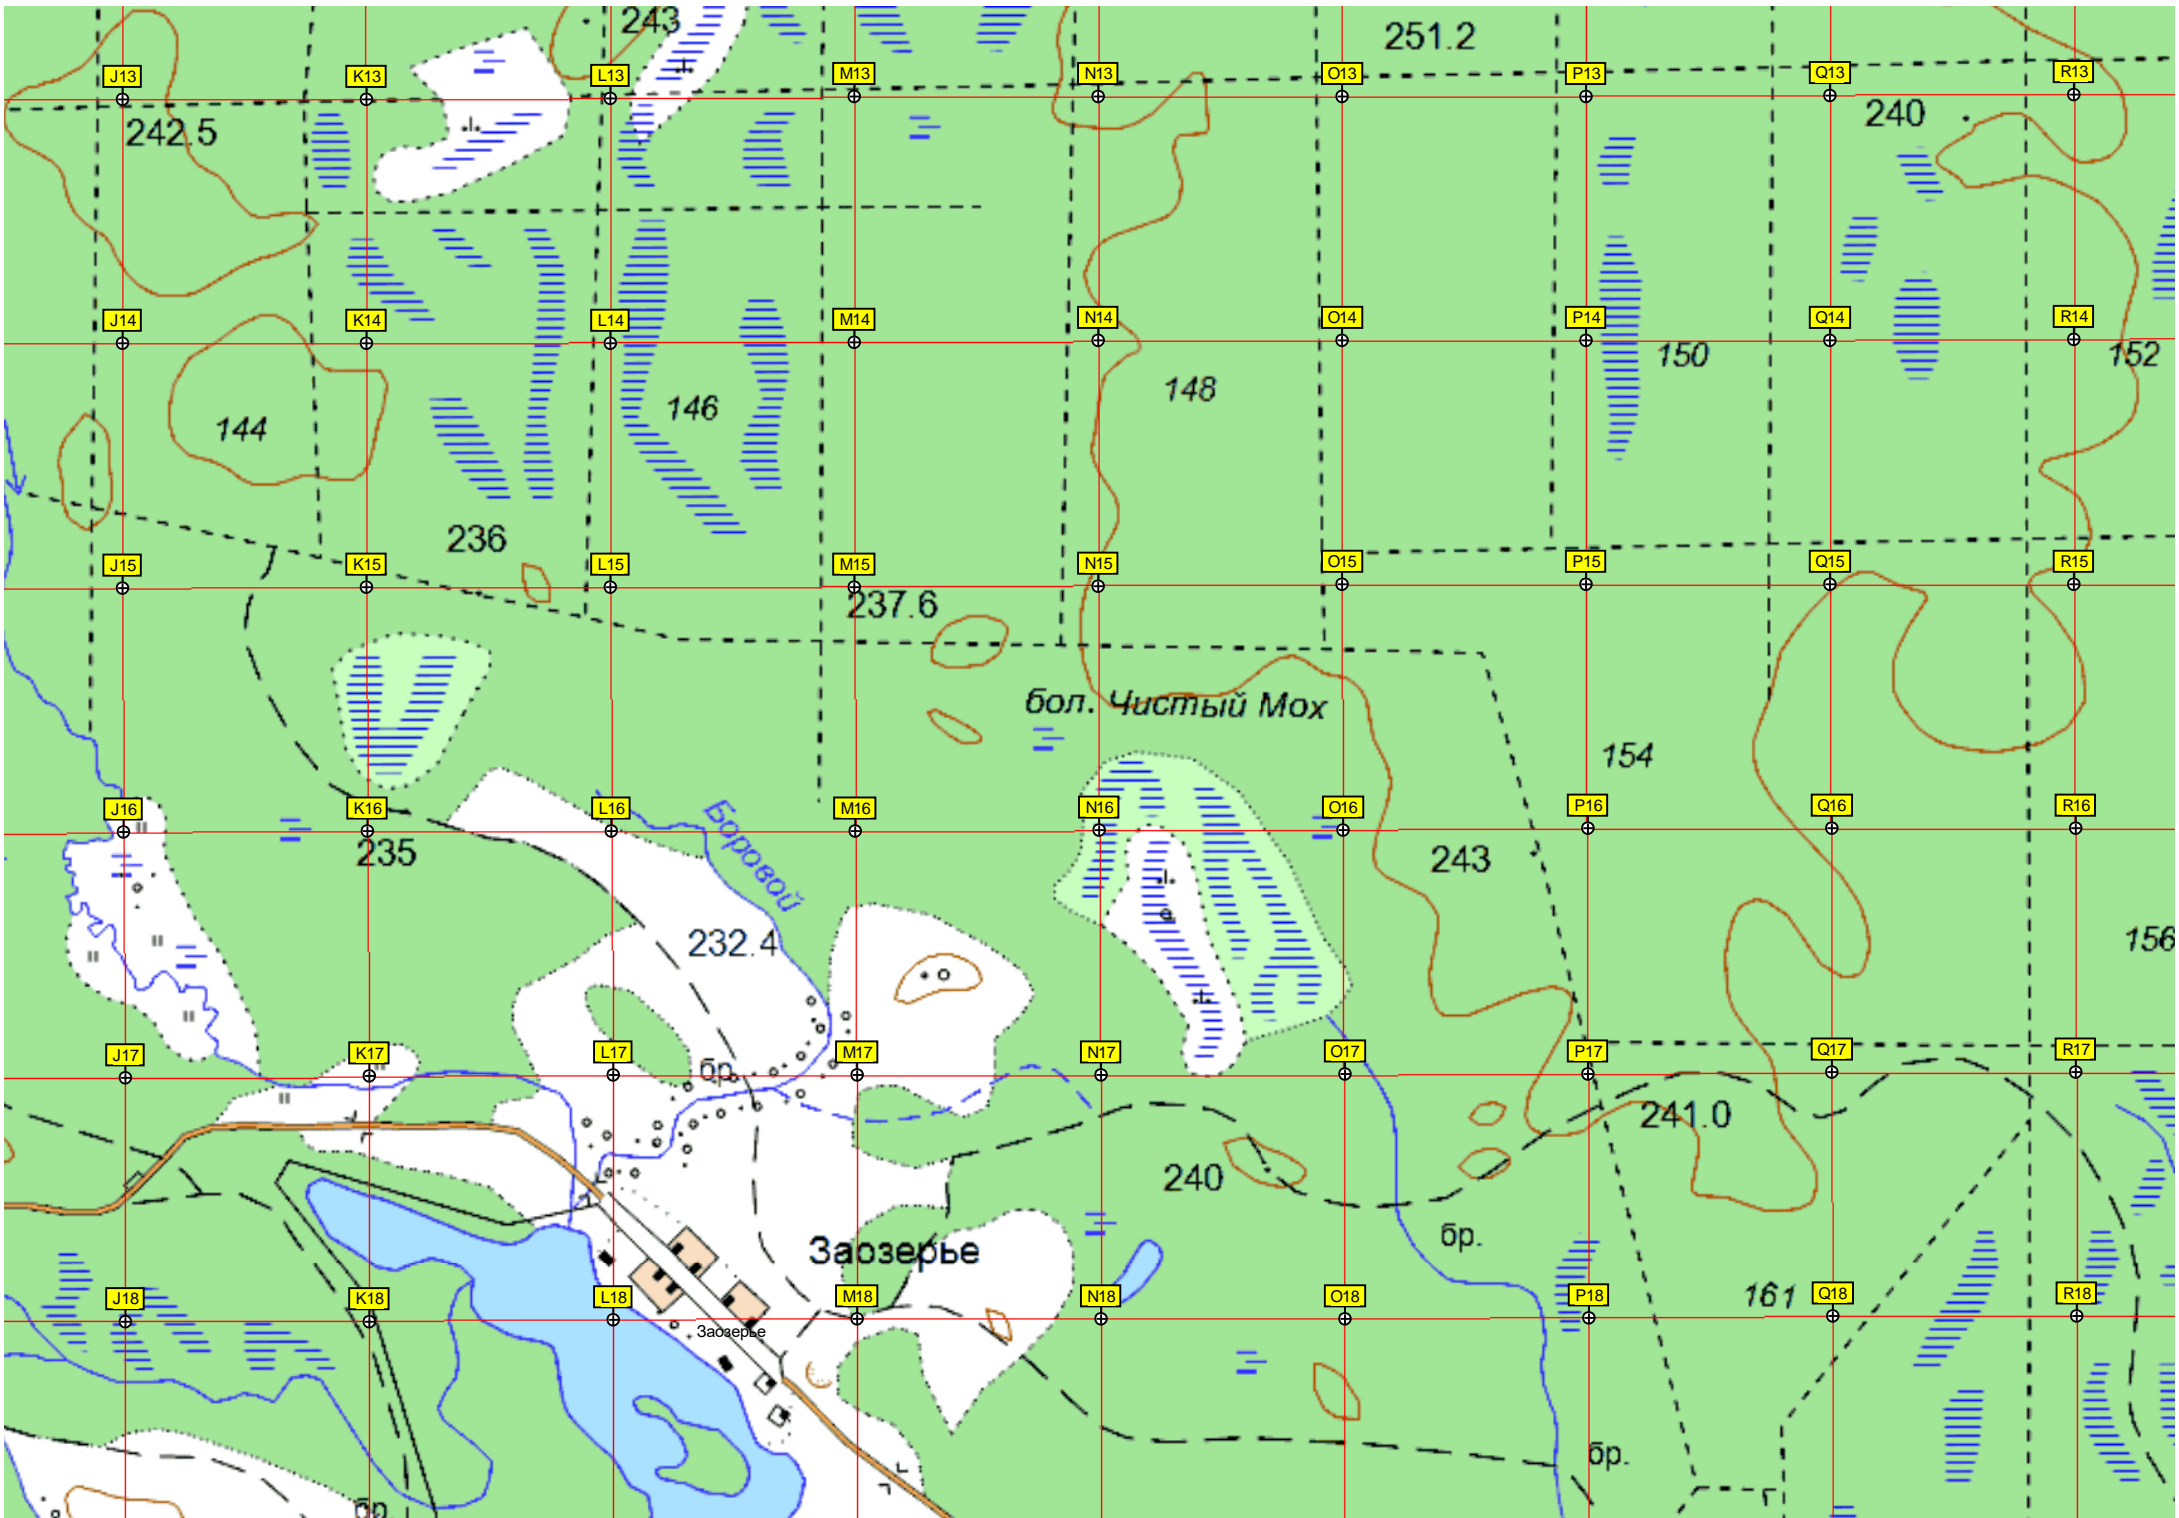 243
251.2
J13
K13
L13
M13
N13
O13
P13
Q13
R13
242.5
240
J14
K14
L14
M14
N14
O14
P14
Q14
R14
150
152
148
146
144
236
J15
K15
L15
M15
N15
O15
P15
Q15
R15
237.6
бол. Чистый Мох
154
J16
K16
L16
M16
N16
O16
P16
Q16
R16
Боровой
235
243
232.4
156
J17
K17
L17
M17
N17
O17
P17
Q17
R17
бр.
241.0
240
бр.
Заозерье
J18
K18
L18
M18
N18
O18
P18
161
Q18
R18
Заозерье
бр.
бр.